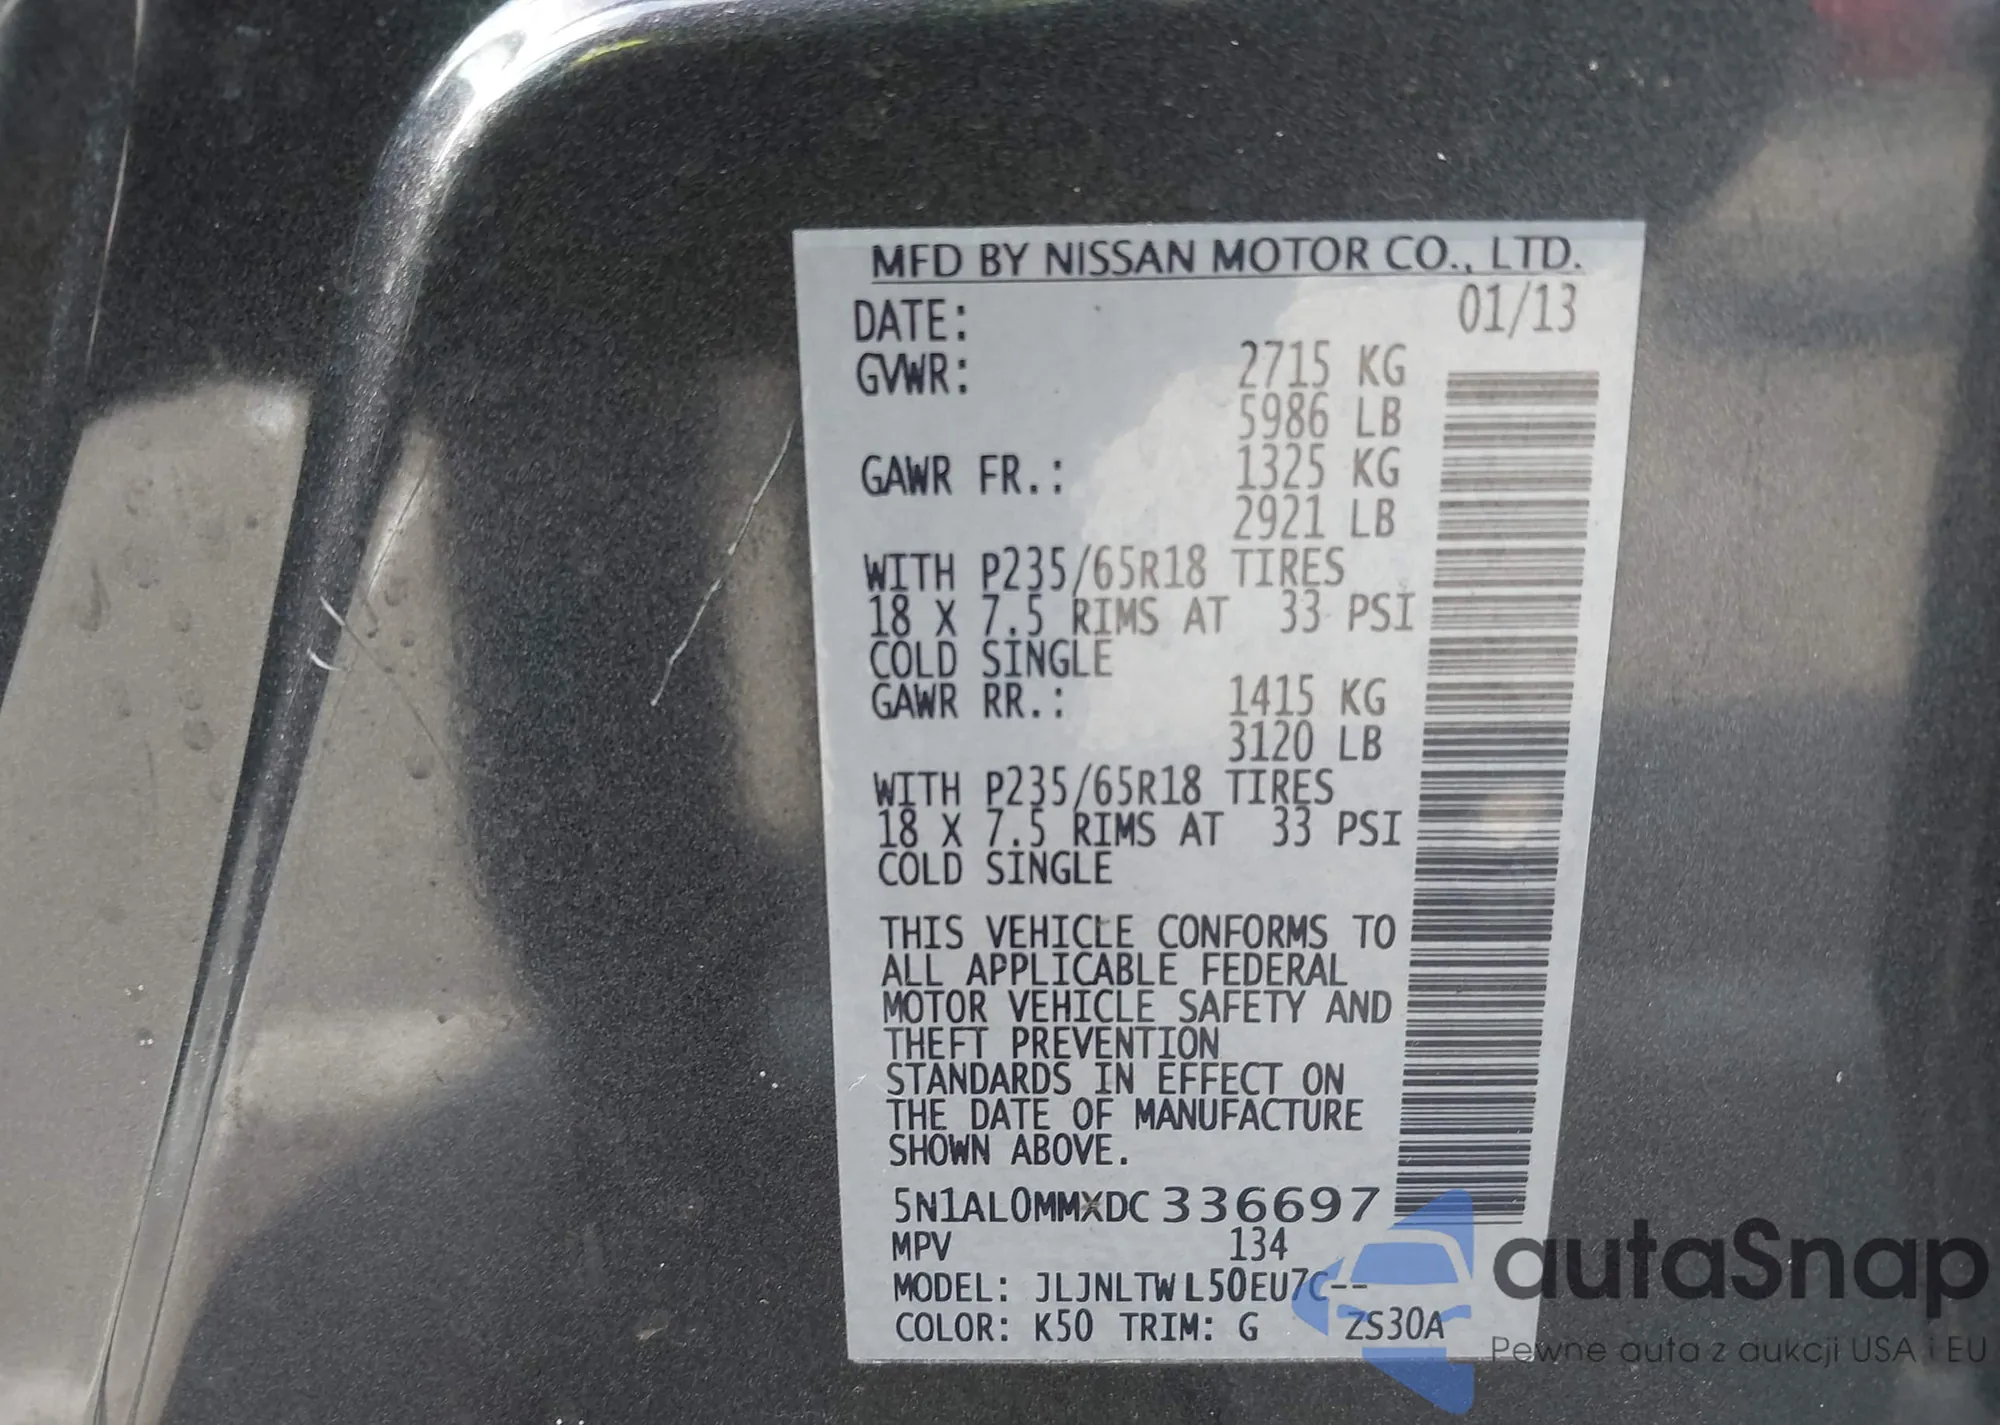 MFD BY NISSAN MOTOR CO., LTD.
DATE: 01/13
GVWR: 2715 KG
5986 LB
GAWR FR.: 1325 KG
2921 LB
WITH P235/65R18 TIRES
18 X 7.5 RIMS AT 33 PSI
COLD SINGLE
GAWR RR.: 1415 KG
3120 LB
WITH P235/65R18 TIRES
18 X 7.5 RIMS AT 33 PSI
COLD SINGLE
THIS VEHICLE CONFORMS TO
ALL APPLICABLE FEDERAL
MOTOR VEHICLE SAFETY AND
THEFT PREVENTION
STANDARDS IN EFFECT ON
THE DATE OF MANUFACTURE
SHOWN ABOVE.
5N1AL0MMXDC336697
MPV 134
MODEL: JLJNLTWL50EU7C--
COLOR: K50 TRIM: G ZS30A
autaSnap
Pewne auta z aukcji USA i EU